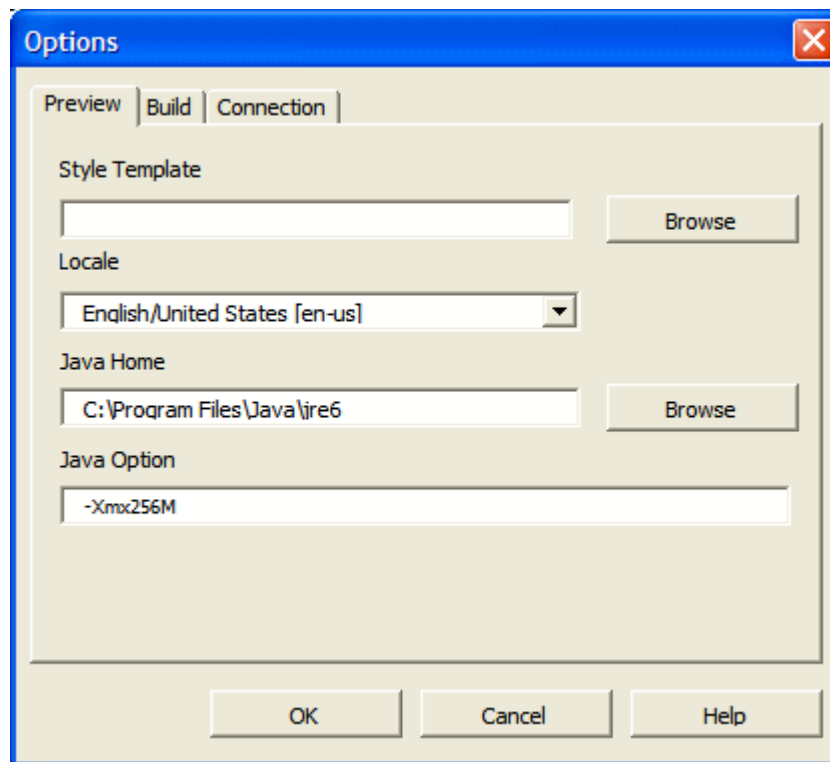 Options
Preview Build Connection
Style Template
Browse
Locale
English/United States [en-us]
Java Home
C:\Program Files\Java\jre6 Browse
Java Option
-Xmx256M
OK Cancel Help